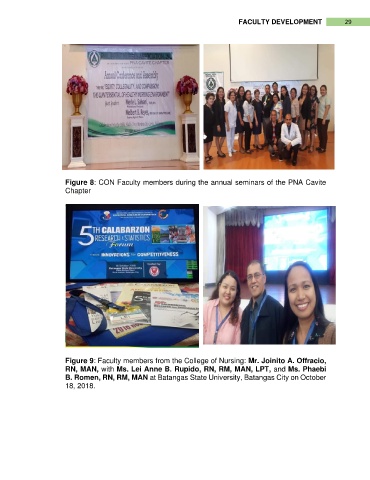 FACULTY DEVELOPMENT 29
PNA CAVITE CHAPTER
Annual Conference and Assembly
Figure 8: CON Faculty members during the annual seminars of the PNA Cavite
Chapter
5TH CALABARZON
RESEARCH & STATISTICS
Forum
INNOVATIONS for COMPETITIVENESS
Figure 9: Faculty members from the College of Nursing: Mr. Joinito A. Offracio,
RN, MAN, with Ms. Lei Anne B. Rupido, RN, RM, MAN, LPT, and Ms. Phaebi
B. Romen, RN, RM, MAN at Batangas State University, Batangas City on October
18, 2018.